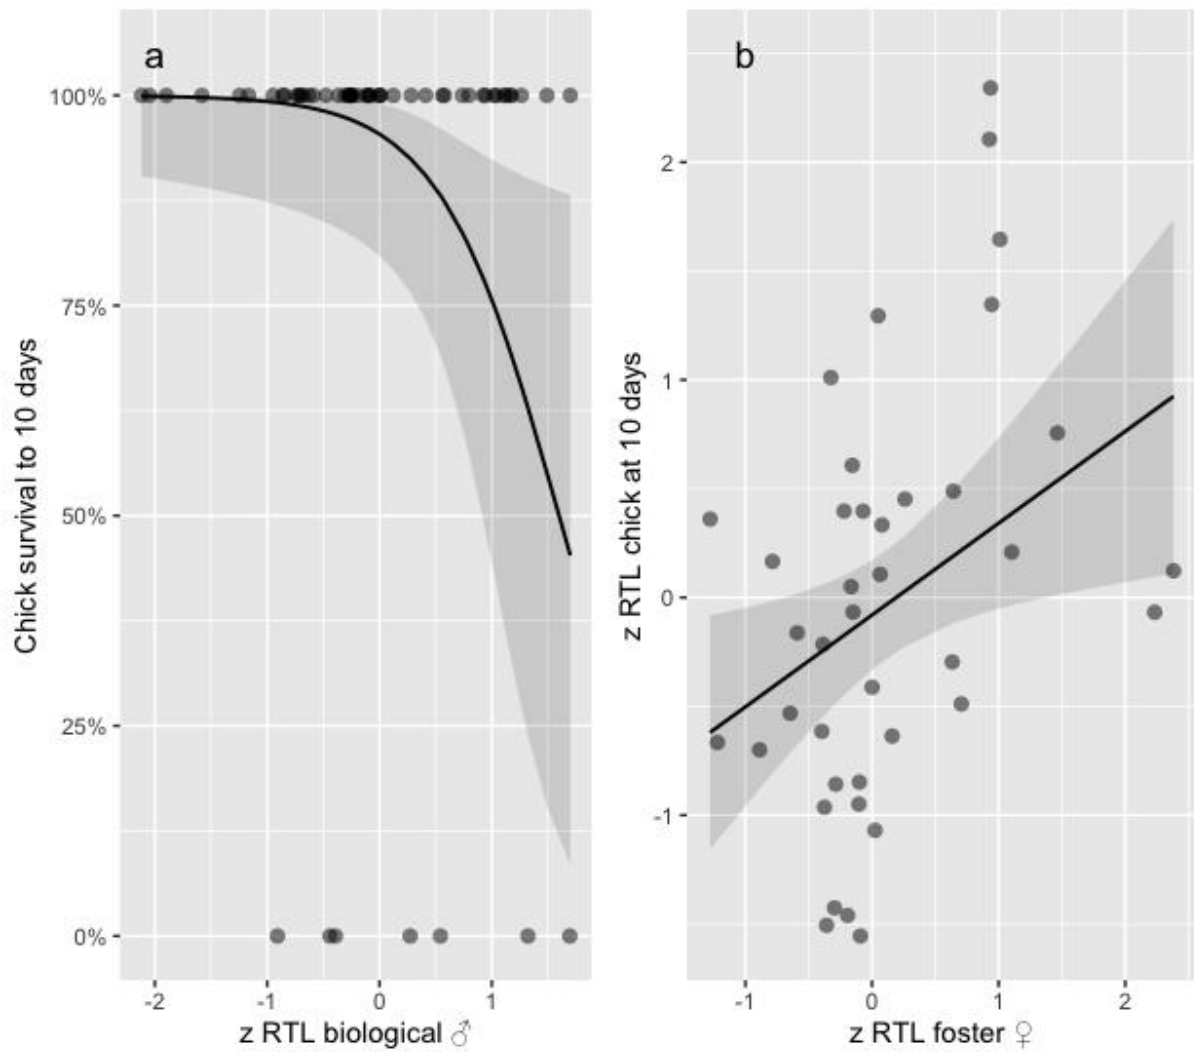 a
100%
75%
50%
25%
0%
Chick survival to 10 days
-2 -1 0 1
z RTL biological ♂
b
2
1
0
-1
z RTL chick at 10 days
-1 0 1 2
z RTL foster ♀